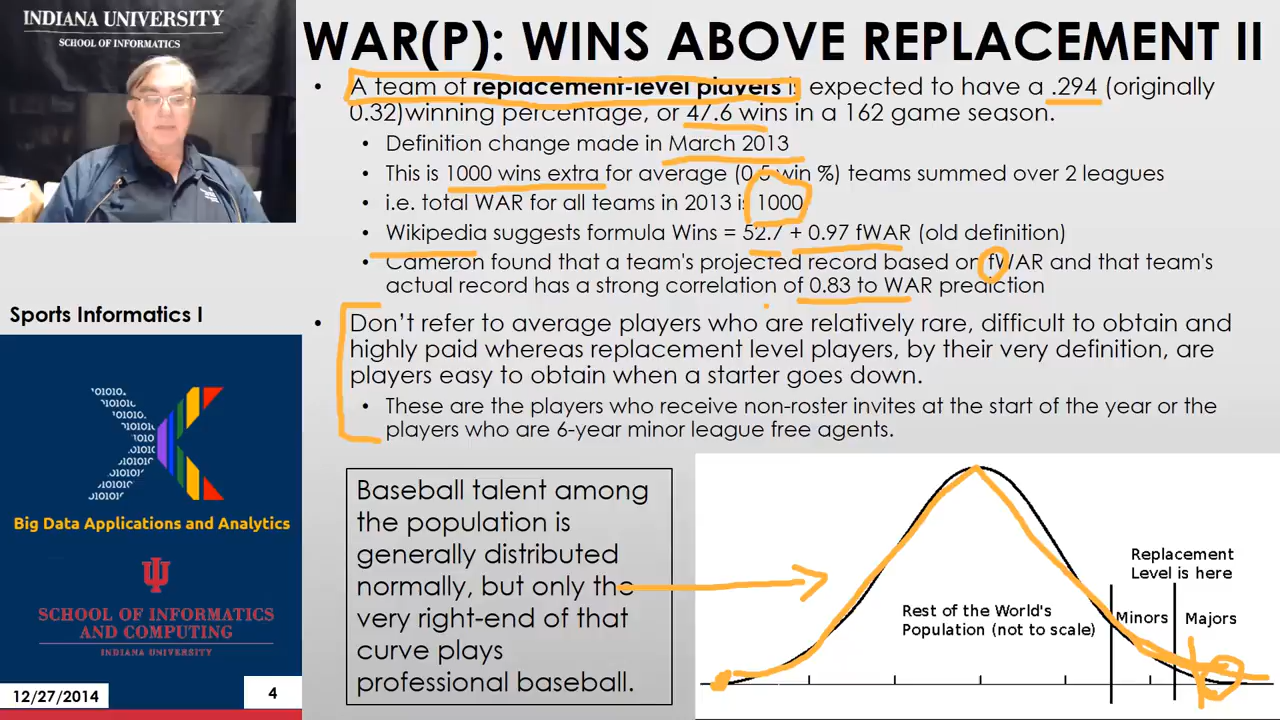 INDIANA UNIVERSITY
SCHOOL OF INFORMATICS
WAR(P): WINS ABOVE REPLACEMENT II
• A team of replacement-level players is expected to have a .294 (originally
0.32)winning percentage, or 47.6 wins in a 162 game season.
• Definition change made in March 2013
• This is 1000 wins extra for average (0.5 win %) teams summed over 2 leagues
• i.e. total WAR for all teams in 2013 is 1000
• Wikipedia suggests formula Wins = 52.7 + 0.97 fWAR (old definition)
• Cameron found that a team's projected record based on fWAR and that team's
actual record has a strong correlation of 0.83 to WAR prediction
• Don't refer to average players who are relatively rare, difficult to obtain and
highly paid whereas replacement level players, by their very definition, are
players easy to obtain when a starter goes down.
• These are the players who receive non-roster invites at the start of the year or the
players who are 6-year minor league free agents.
Sports Informatics I
Big Data Applications and Analytics
SCHOOL OF INFORMATICS
AND COMPUTING
INDIANA UNIVERSITY
12/27/2014
4
Baseball talent among
the population is
generally distributed
normally, but only the
very right-end of that
curve plays
professional baseball.
Replacement
Level is here
Rest of the World's
Population (not to scale)
Minors
Majors